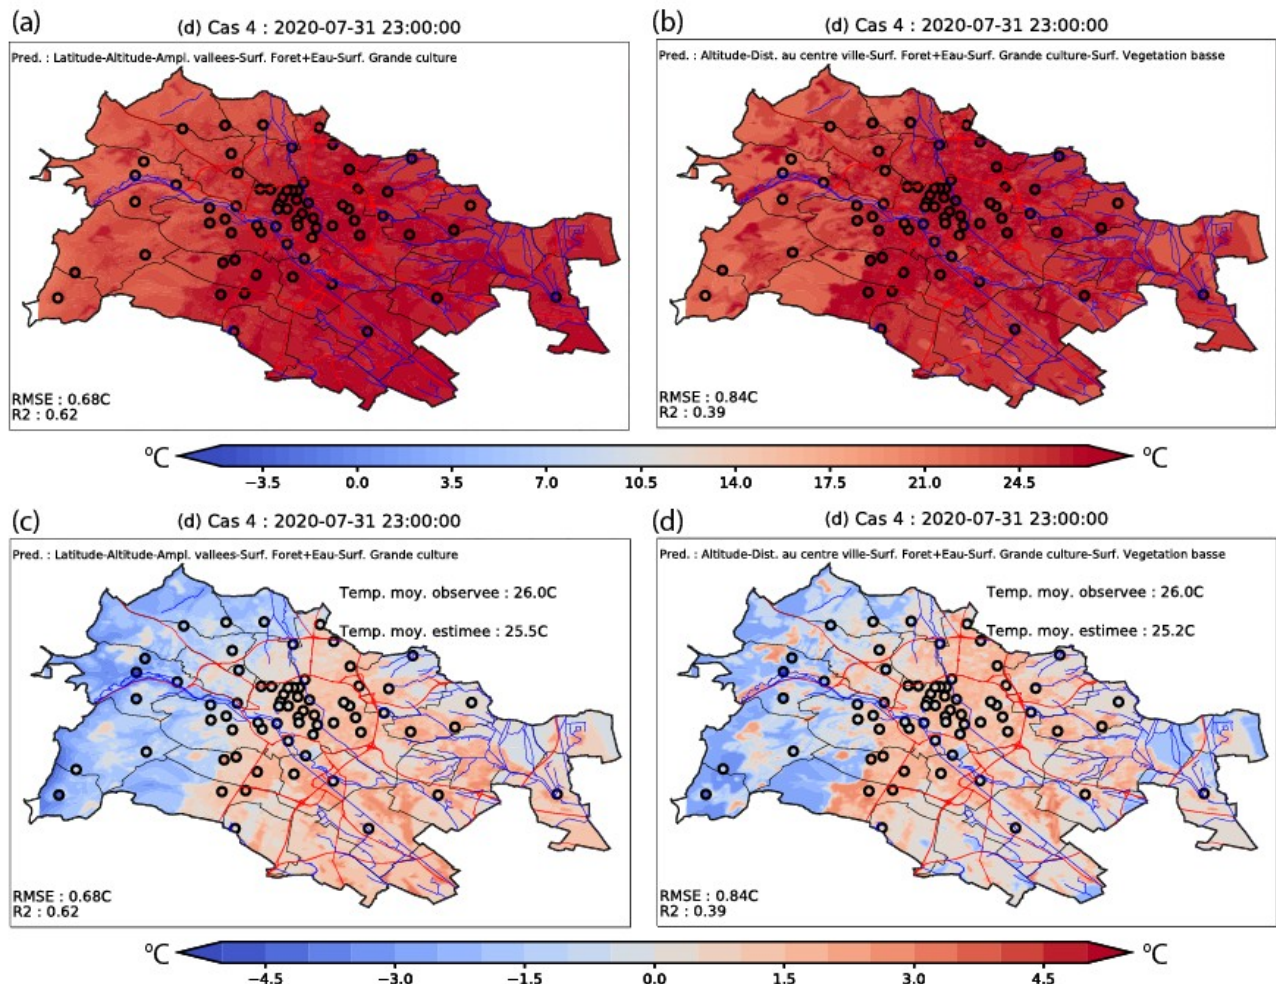 (a)
(d) Cas 4 : 2020-07-31 23:00:00
Pred. : Latitude-Altitude-Ampl. vallees-Surf. Foret+Eau-Surf. Grande culture
RMSE : 0.68C
R2 : 0.62
(b)
(d) Cas 4 : 2020-07-31 23:00:00
Pred. : Altitude-Dist. au centre ville-Surf. Foret+Eau-Surf. Grande culture-Surf. Vegetation basse
RMSE : 0.84C
R2 : 0.39
°C −3.5 0.0 3.5 7.0 10.5 14.0 17.5 21.0 24.5 °C
(c)
(d) Cas 4 : 2020-07-31 23:00:00
Pred. : Latitude-Altitude-Ampl. vallees-Surf. Foret+Eau-Surf. Grande culture
Temp. moy. observee : 26.0C
Temp. moy. estimee : 25.5C
RMSE : 0.68C
R2 : 0.62
(d)
(d) Cas 4 : 2020-07-31 23:00:00
Pred. : Altitude-Dist. au centre ville-Surf. Foret+Eau-Surf. Grande culture-Surf. Vegetation basse
Temp. moy. observee : 26.0C
Temp. moy. estimee : 25.2C
RMSE : 0.84C
R2 : 0.39
°C −4.5 −3.0 −1.5 0.0 1.5 3.0 4.5 °C